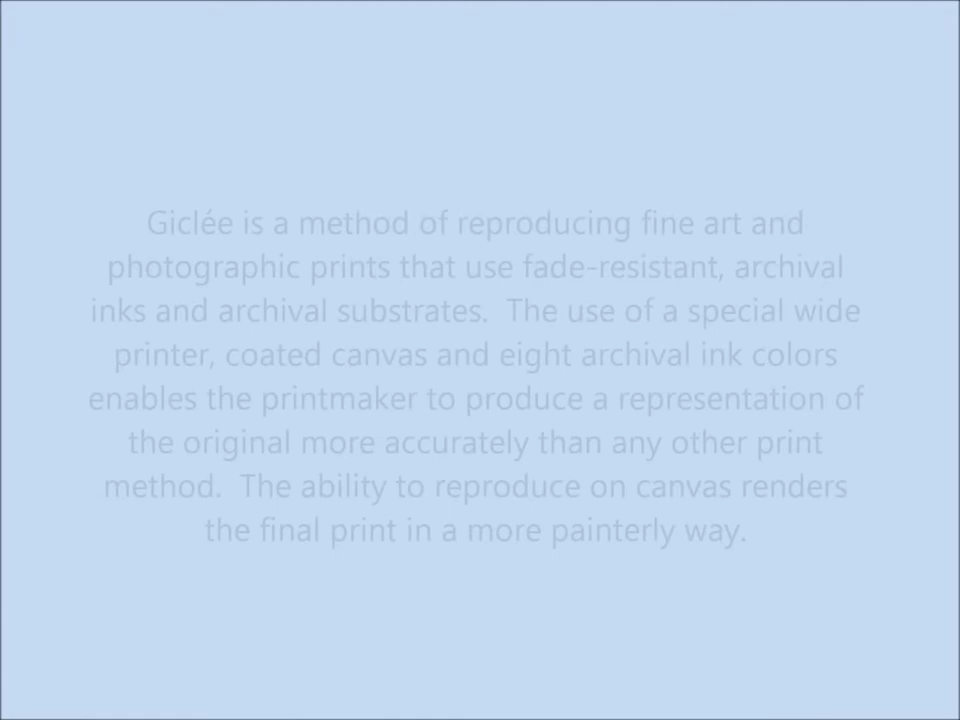 Giclée is a method of reproducing fine art and
photographic prints that use fade-resistant, archival
inks and archival substrates.  The use of a special wide
printer, coated canvas and eight archival ink colors
enables the printmaker to produce a representation of
the original more accurately than any other print
method.  The ability to reproduce on canvas renders
the final print in a more painterly way.